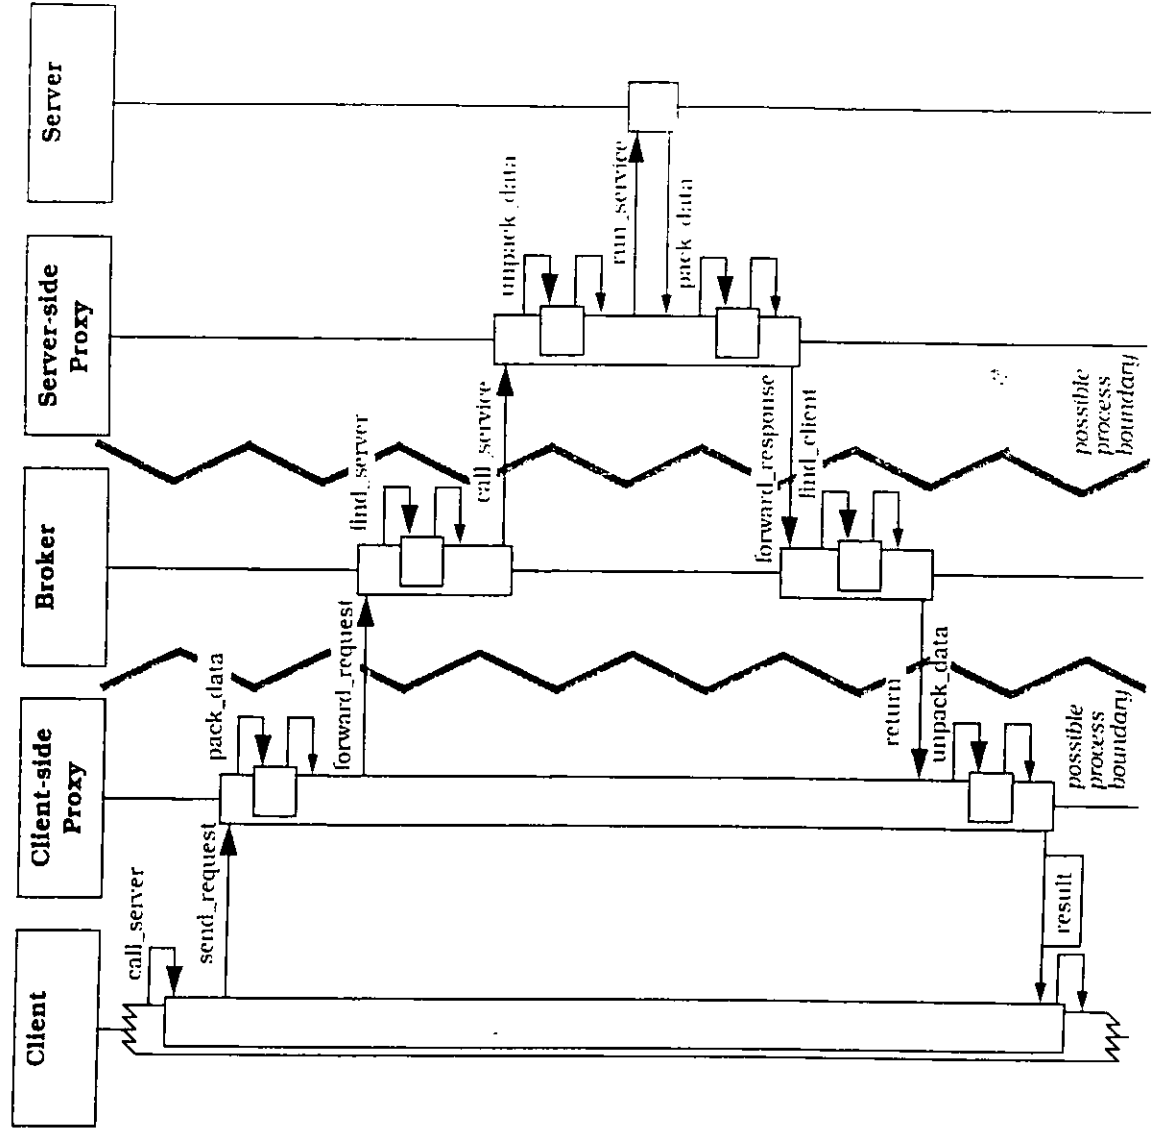 Client
Client-side
Proxy
Broker
Server-side
Proxy
Server
call_server
send_request
pack_data
forward_request
find_server
call_service
unpack_data
run_service
pack_data
forward_response
find_client
return
unpack_data
result
possible
process
boundary
possible
process
boundary